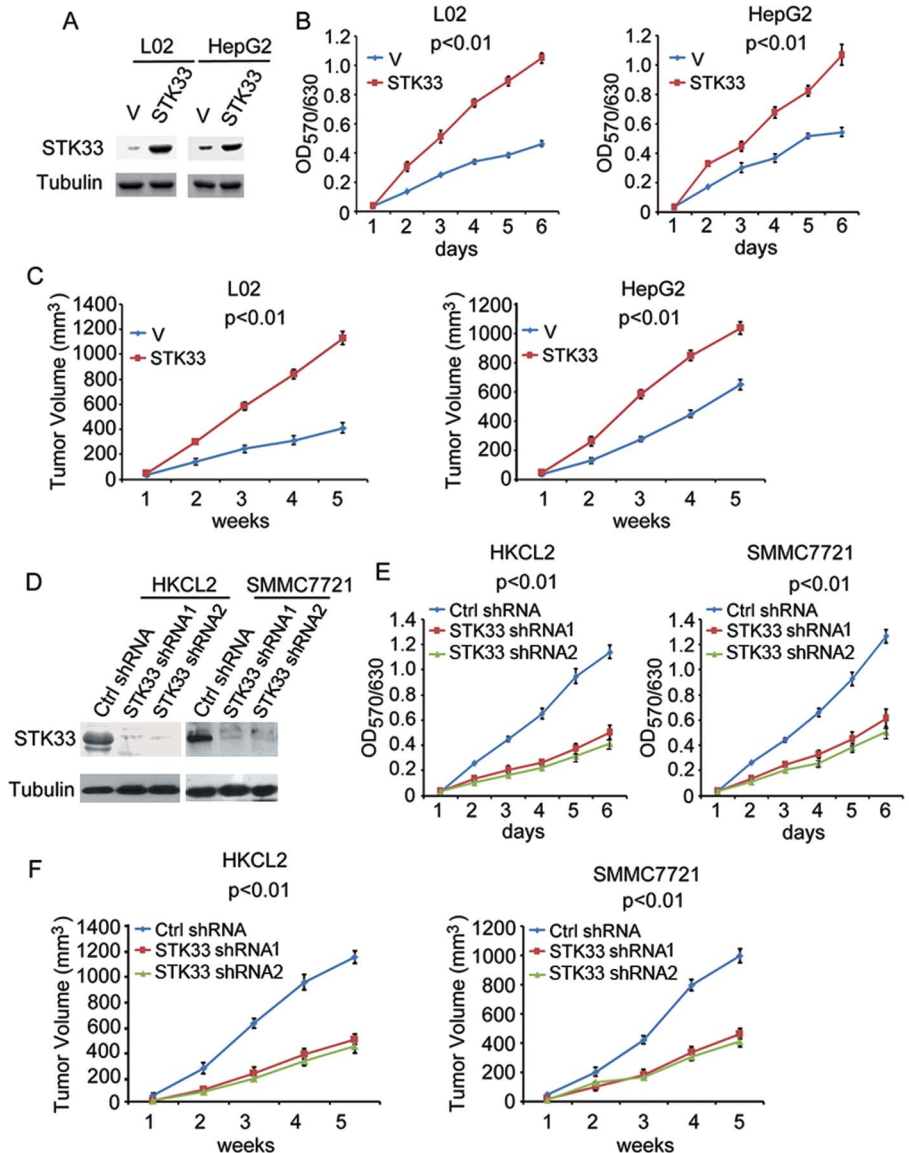 A
L02 HepG2
V STK33 V STK33
STK33
Tubulin
B
L02
p<0.01
V
STK33
OD570/630
1.2
1.0
0.8
0.6
0.4
0.2
0
1 2 3 4 5 6
days
HepG2
p<0.01
V
STK33
OD570/630
1.2
1.0
0.8
0.6
0.4
0.2
0
1 2 3 4 5 6
days
C
L02
p<0.01
V
STK33
Tumor Volume (mm³)
1400
1200
1000
800
600
400
200
0
1 2 3 4 5
weeks
HepG2
p<0.01
V
STK33
Tumor Volume (mm³)
1200
1000
800
600
400
200
0
1 2 3 4 5
weeks
D
HKCL2 SMMC7721
Ctrl shRNA STK33 shRNA1 STK33 shRNA2 Ctrl shRNA STK33 shRNA1 STK33 shRNA2
STK33
Tubulin
E
HKCL2
p<0.01
Ctrl shRNA
STK33 shRNA1
STK33 shRNA2
OD570/630
1.4
1.2
1.0
0.8
0.6
0.4
0.2
0
1 2 3 4 5 6
days
SMMC7721
p<0.01
Ctrl shRNA
STK33 shRNA1
STK33 shRNA2
OD570/630
1.4
1.2
1.0
0.8
0.6
0.4
0.2
0
1 2 3 4 5 6
days
F
HKCL2
p<0.01
Ctrl shRNA
STK33 shRNA1
STK33 shRNA2
Tumor Volume (mm³)
1400
1200
1000
800
600
400
200
0
1 2 3 4 5
weeks
SMMC7721
p<0.01
Ctrl shRNA
STK33 shRNA1
STK33 shRNA2
Tumor Volume (mm³)
1200
1000
800
600
400
200
0
1 2 3 4 5
weeks